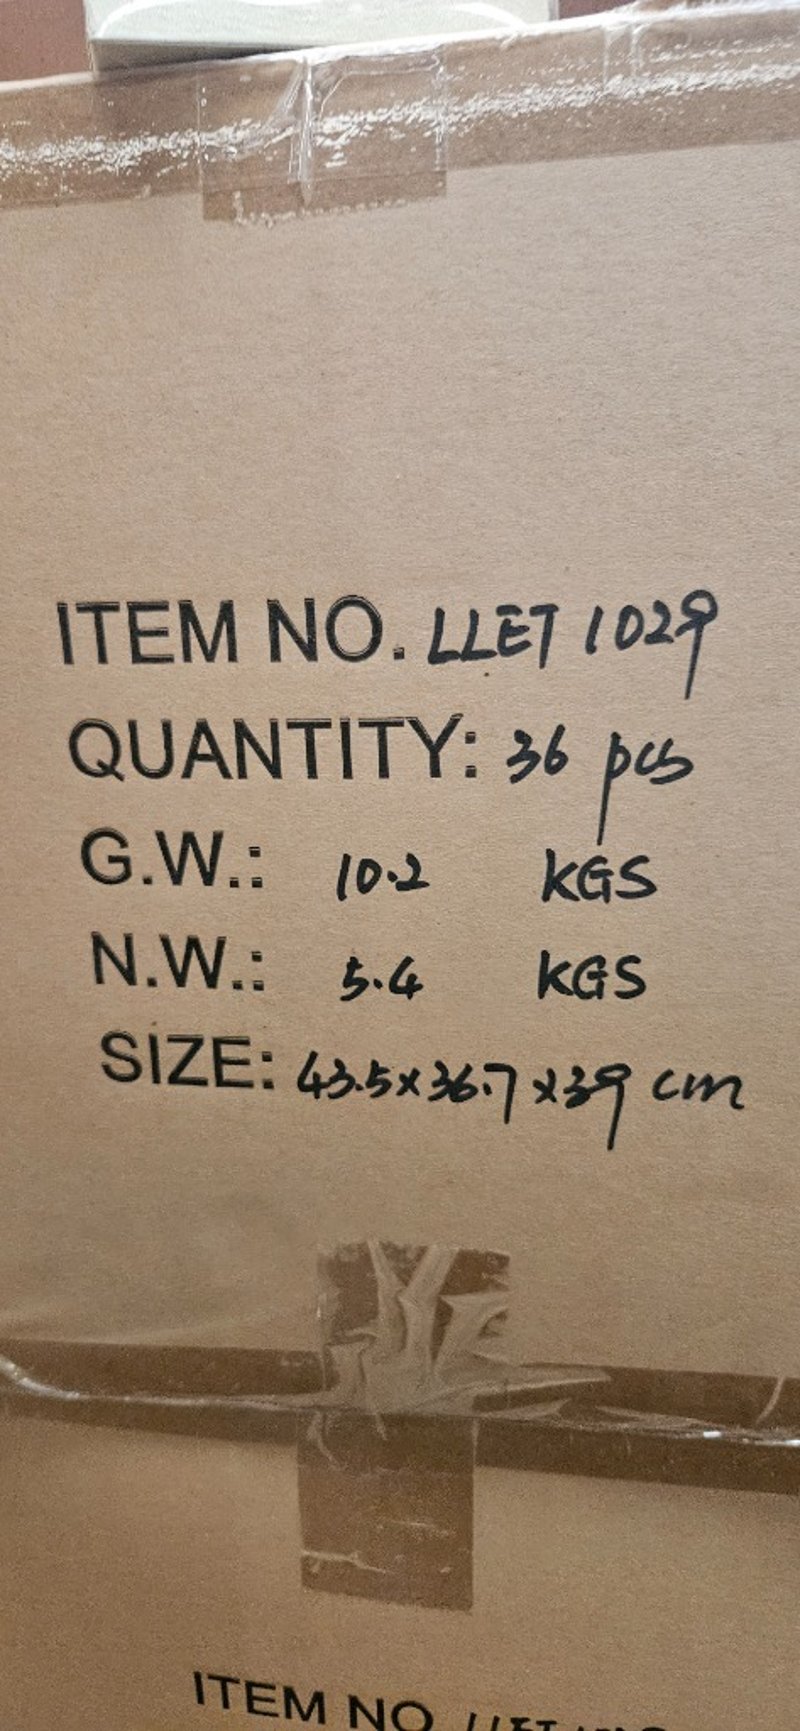 ITEM NO. LLET 1029
QUANTITY: 36 pcs
G.W.: 10.2 KGS
N.W.: 5.4 KGS
SIZE: 43.5x36.7x39 cm
ITEM NO.